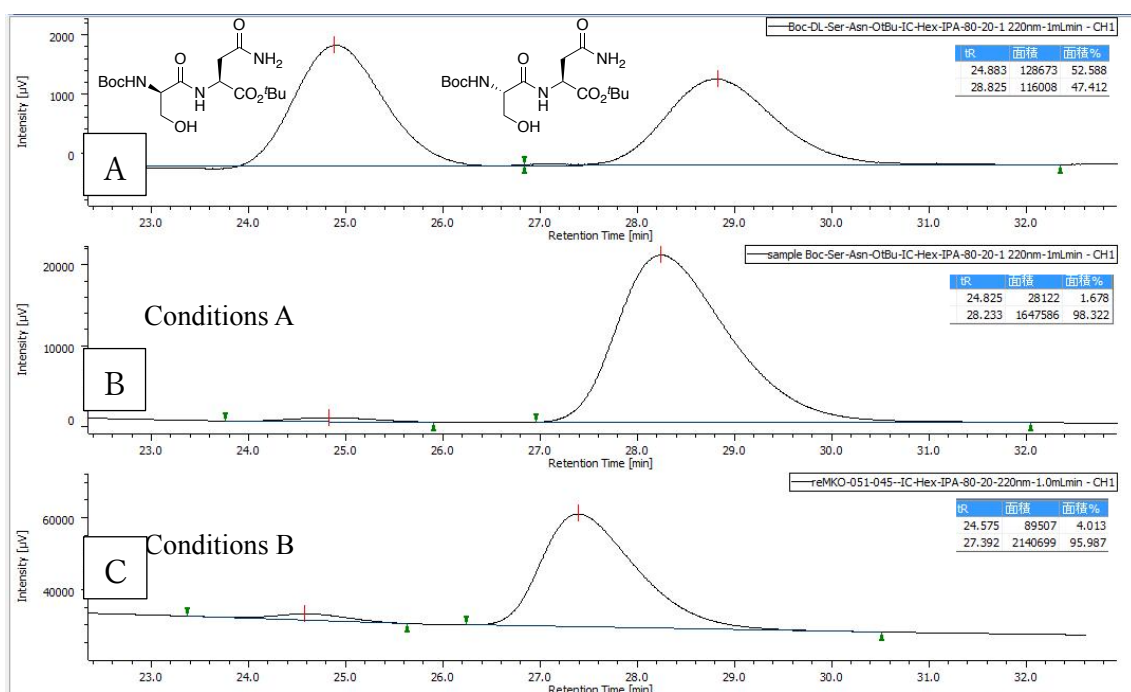 Boc-DL-Ser-Asn-OtBu-IC-Hex-IPA-80-20-1 220nm-1mLmin - CH1
tR 面積 面積%
24.883 128673 52.588
28.825 116008 47.412
O
NH2
BocHN
O
N
H
CO2tBu
OH
O
NH2
BocHN
O
N
H
CO2tBu
OH
Intensity [µV]
2000
1000
0
A
23.0 24.0 25.0 26.0 27.0 28.0 29.0 30.0 31.0 32.0
Retention Time [min]
sample Boc-Ser-Asn-OtBu-IC-Hex-IPA-80-20-1 220nm-1mLmin - CH1
tR 面積 面積%
24.825 28122 1.678
28.233 1647586 98.322
Intensity [µV]
20000
10000
0
Conditions A
B
23.0 24.0 25.0 26.0 27.0 28.0 29.0 30.0 31.0 32.0
Retention Time [min]
reMKO-051-045--IC-Hex-IPA-80-20-220nm-1.0mLmin - CH1
tR 面積 面積%
24.575 89507 4.013
27.392 2140699 95.987
Intensity [µV]
60000
40000
Conditions B
C
23.0 24.0 25.0 26.0 27.0 28.0 29.0 30.0 31.0 32.0
Retention Time [min]